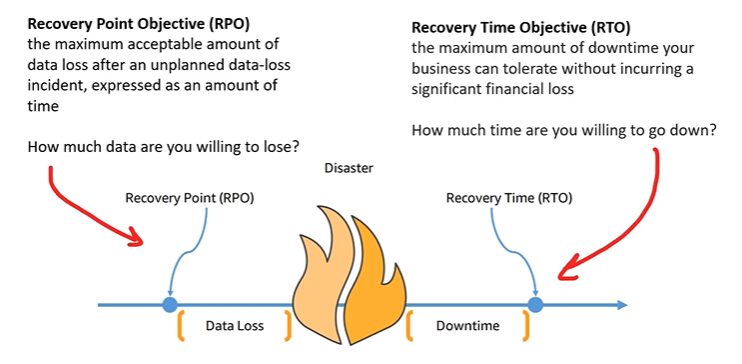 Recovery Point Objective (RPO)
the maximum acceptable amount of
data loss after an unplanned data-loss
incident, expressed as an amount of
time
How much data are you willing to lose?
Recovery Time Objective (RTO)
the maximum amount of downtime your
business can tolerate without incurring a
significant financial loss
How much time are you willing to go down?
Disaster
Recovery Point (RPO)
Recovery Time (RTO)
Data Loss
Downtime